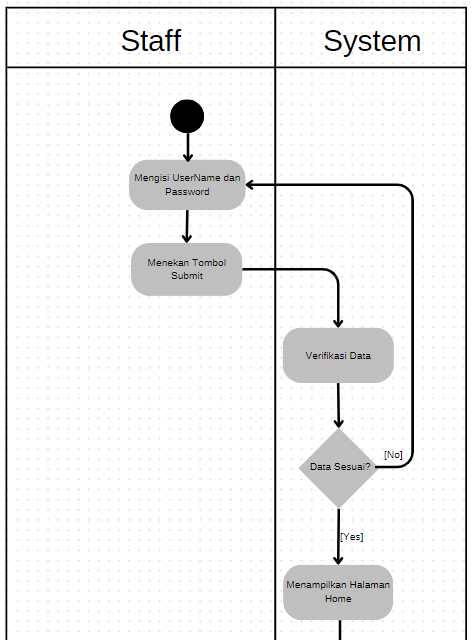 Staff
System
Mengisi UserName dan
Password
Menekan Tombol
Submit
Verifikasi Data
[No]
Data Sesuai?
[Yes]
Menampilkan Halaman
Home